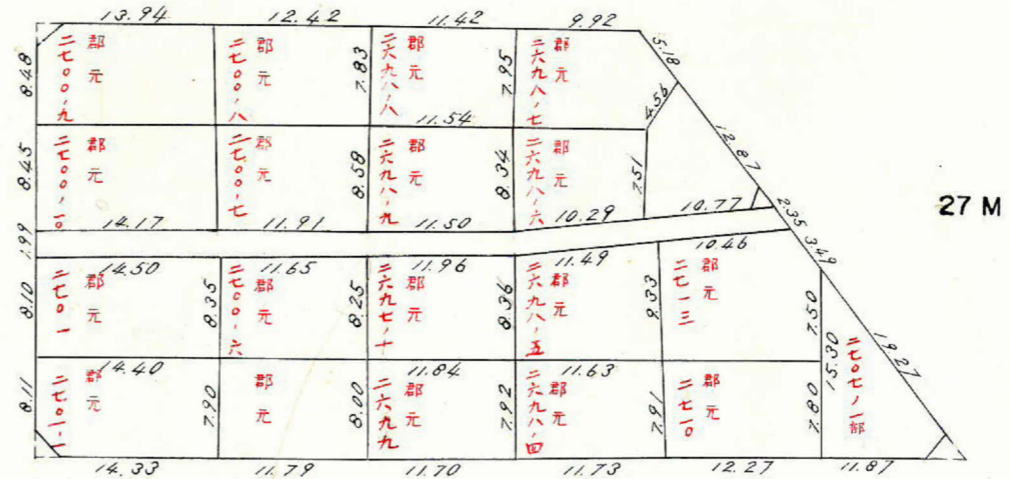 13.94 12.42 11.42 9.92
5.18
8.48
郡元
二七〇〇ノ九
郡元
二七〇〇ノ八
7.83
郡元
二六九八ノ八
7.95
郡元
二六九八ノ七
4.56
11.54
12.87
8.45
郡元
二七〇〇ノ一〇
郡元
二七〇〇ノ七
8.58
郡元
二六九八ノ九
8.34
郡元
二六九八ノ六
7.51
14.17 11.91 11.50 10.29 10.77
2.35
27 M
1.99
3.49
14.50 11.65 11.96 11.49 10.46
8.10
郡元
二七〇一
8.35
郡元
二七〇〇ノ六
8.25
郡元
二六九七ノ十
8.36
郡元
二六九八ノ五
8.33
郡元
二七一三
7.50
15.30
19.27
二七〇七ノ一部
14.40 11.84 11.63
8.11
郡元
二七〇一ノ一
7.90
郡元
8.00
郡元
二六九九
7.92
郡元
二六九八ノ四
7.91
郡元
二七一〇
7.80
14.33 11.79 11.70 11.73 12.27 11.87